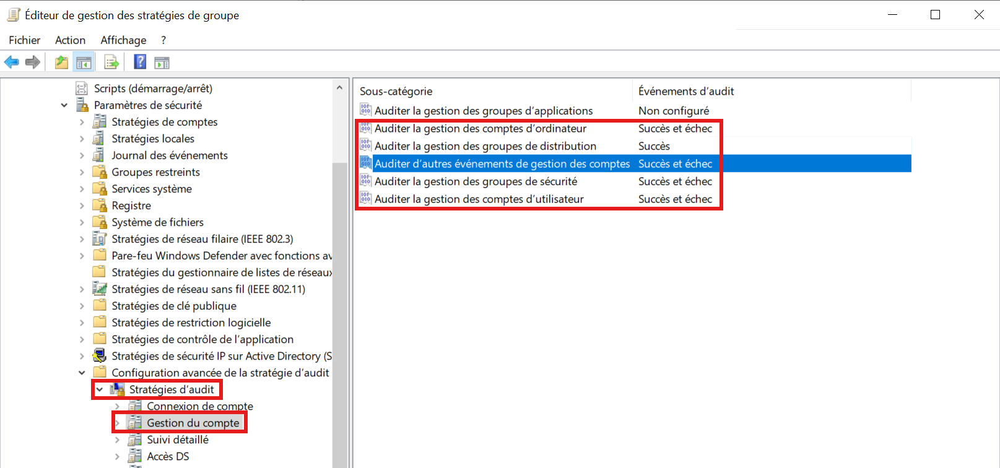 Éditeur de gestion des stratégies de groupe
Fichier Action Affichage ?
Scripts (démarrage/arrêt)
Paramètres de sécurité
Stratégies de comptes
Stratégies locales
Journal des événements
Groupes restreints
Services système
Registre
Système de fichiers
Stratégies de réseau filaire (IEEE 802.3)
Pare-feu Windows Defender avec fonctions av
Stratégies du gestionnaire de listes de réseaux
Stratégies de réseau sans fil (IEEE 802.11)
Stratégies de clé publique
Stratégies de restriction logicielle
Stratégies de contrôle de l’application
Stratégies de sécurité IP sur Active Directory (S
Configuration avancée de la stratégie d’audit
Stratégies d’audit
Connexion de compte
Gestion du compte
Suivi détaillé
Accès DS
Sous-catégorie Événements d’audit
Auditer la gestion des groupes d’applications Non configuré
Auditer la gestion des comptes d’ordinateur Succès et échec
Auditer la gestion des groupes de distribution Succès
Auditer d’autres événements de gestion des comptes Succès et échec
Auditer la gestion des groupes de sécurité Succès et échec
Auditer la gestion des comptes d’utilisateur Succès et échec